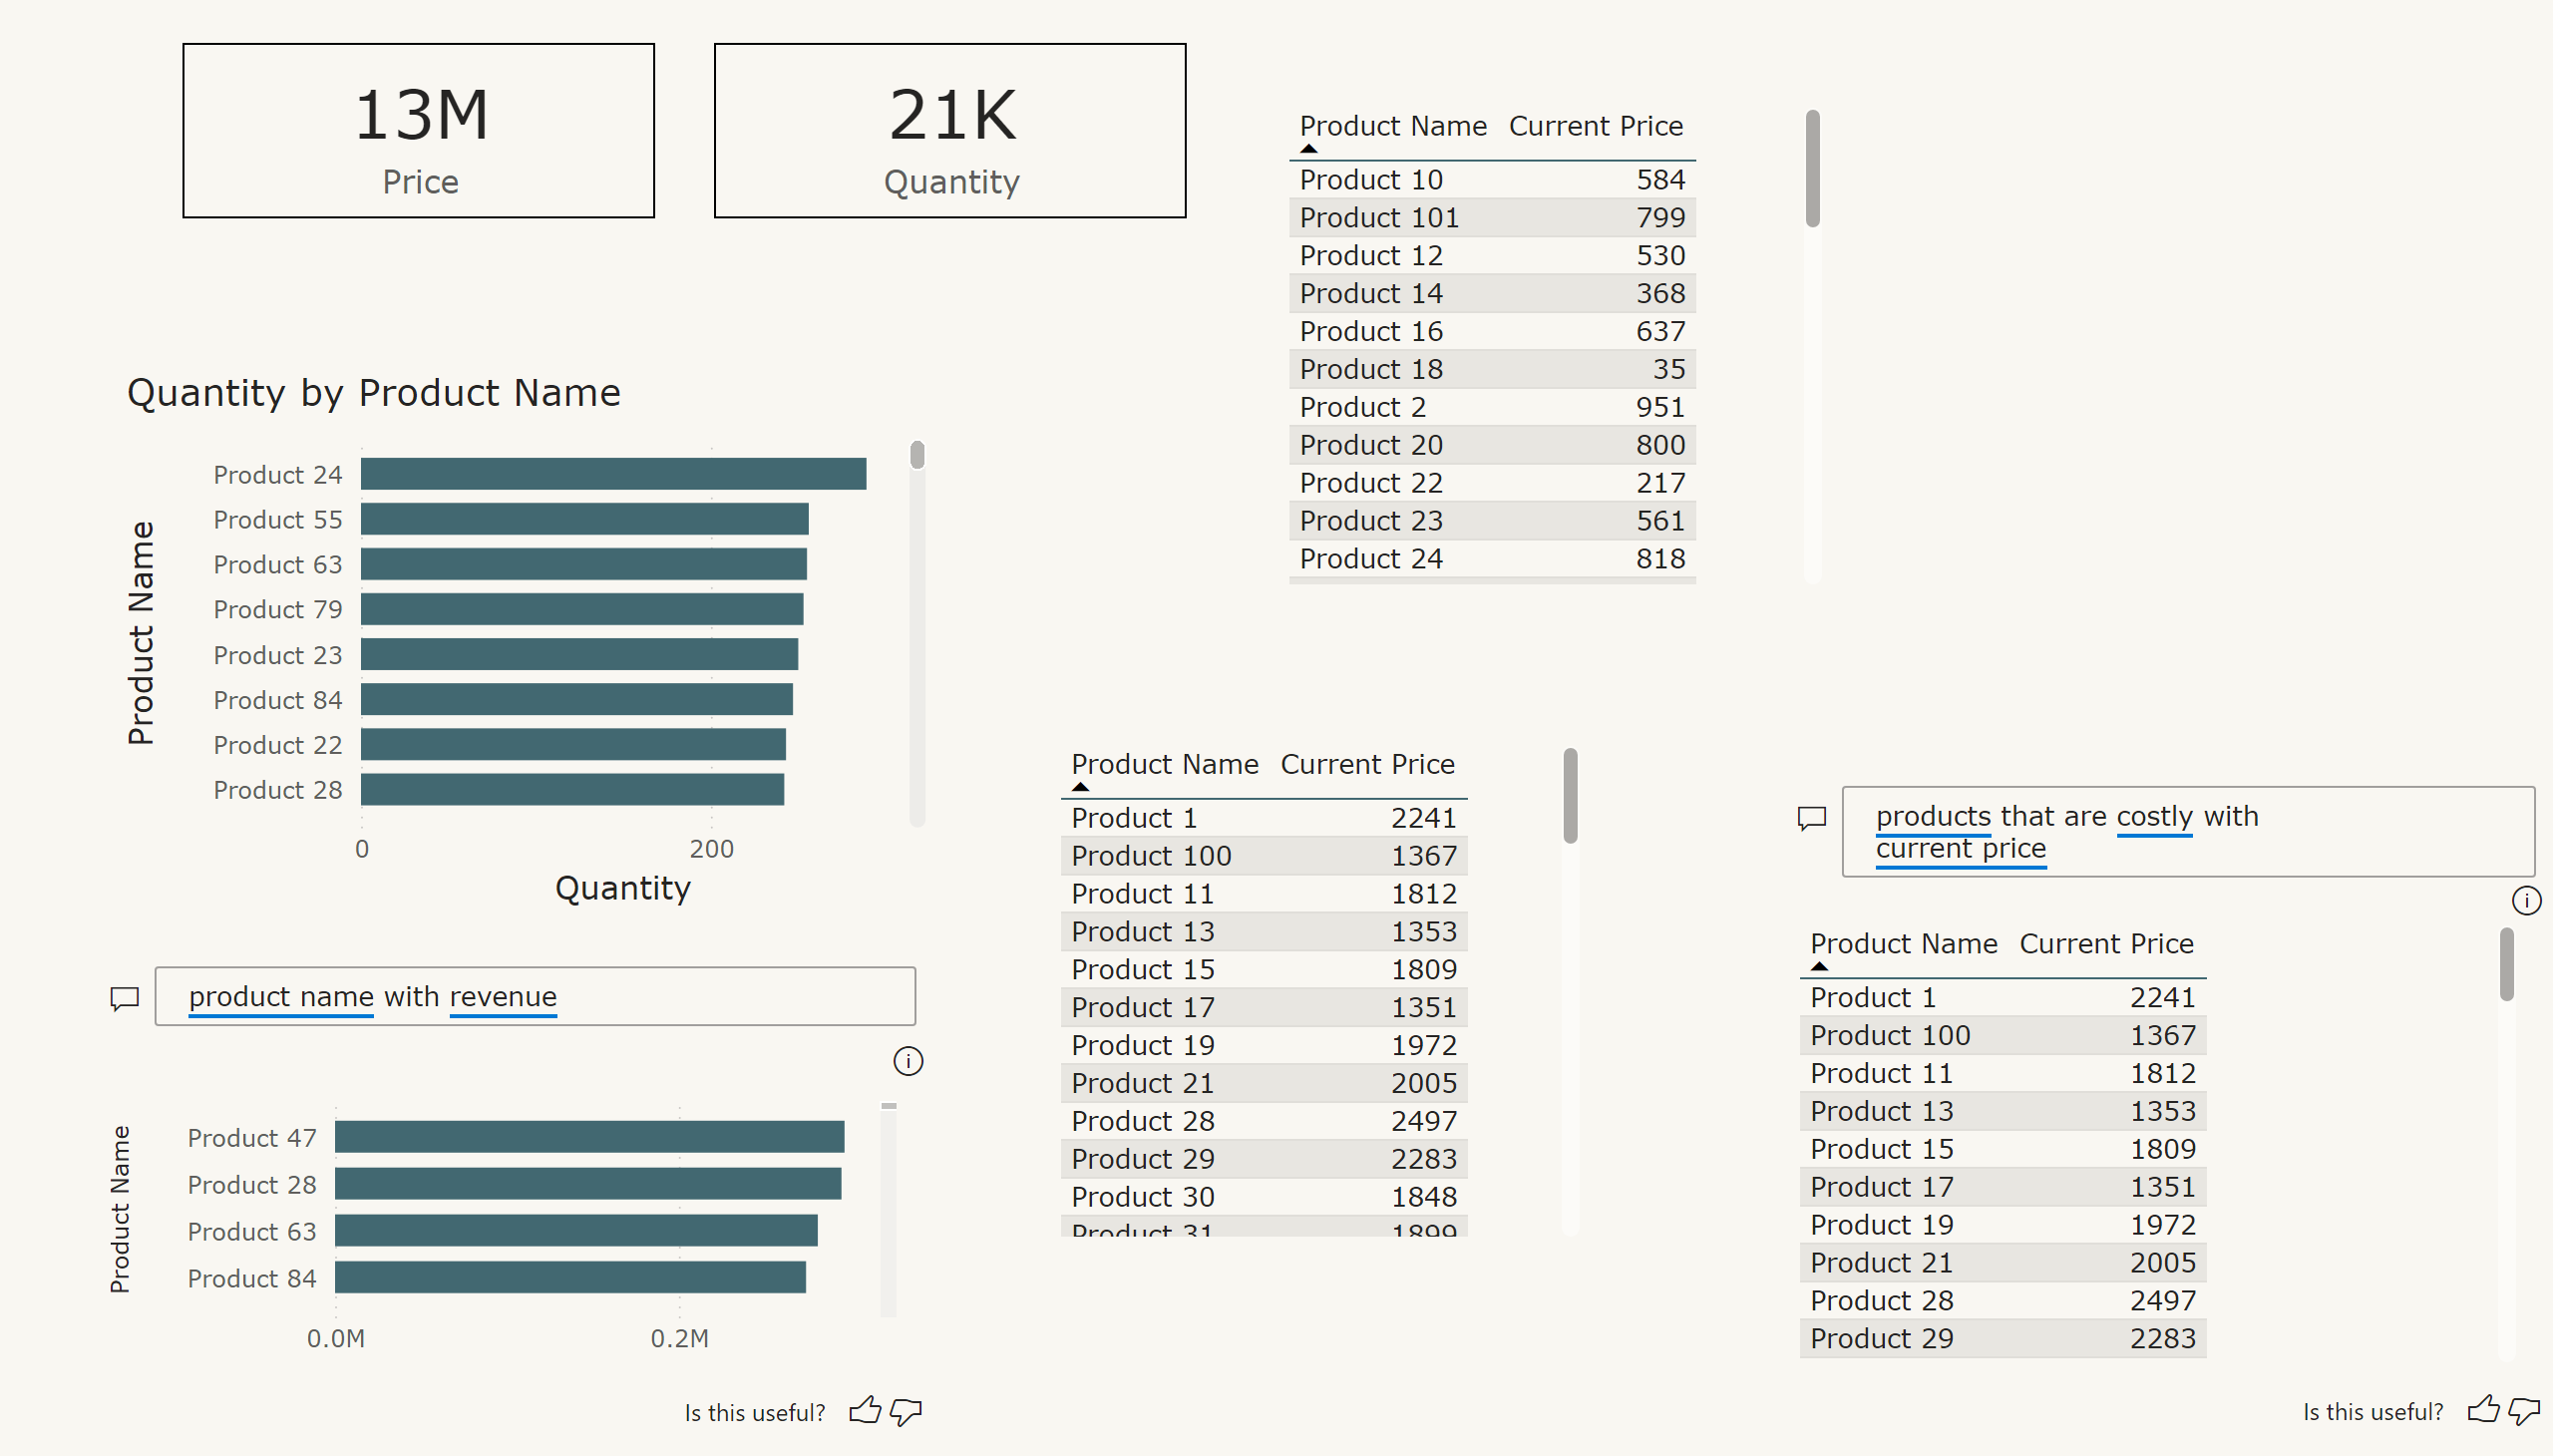 13M
Price
21K
Quantity
Product Name Current Price
Product 10 584
Product 101 799
Product 12 530
Product 14 368
Product 16 637
Product 18 35
Product 2 951
Product 20 800
Product 22 217
Product 23 561
Product 24 818
Quantity by Product Name
Product Name
Product 24
Product 55
Product 63
Product 79
Product 23
Product 84
Product 22
Product 28
0 200
Quantity
product name with revenue
Product Name
Product 47
Product 28
Product 63
Product 84
0.0M 0.2M
Is this useful?
Product Name Current Price
Product 1 2241
Product 100 1367
Product 11 1812
Product 13 1353
Product 15 1809
Product 17 1351
Product 19 1972
Product 21 2005
Product 28 2497
Product 29 2283
Product 30 1848
Product 31 1899
products that are costly with
current price
Product Name Current Price
Product 1 2241
Product 100 1367
Product 11 1812
Product 13 1353
Product 15 1809
Product 17 1351
Product 19 1972
Product 21 2005
Product 28 2497
Product 29 2283
Is this useful?